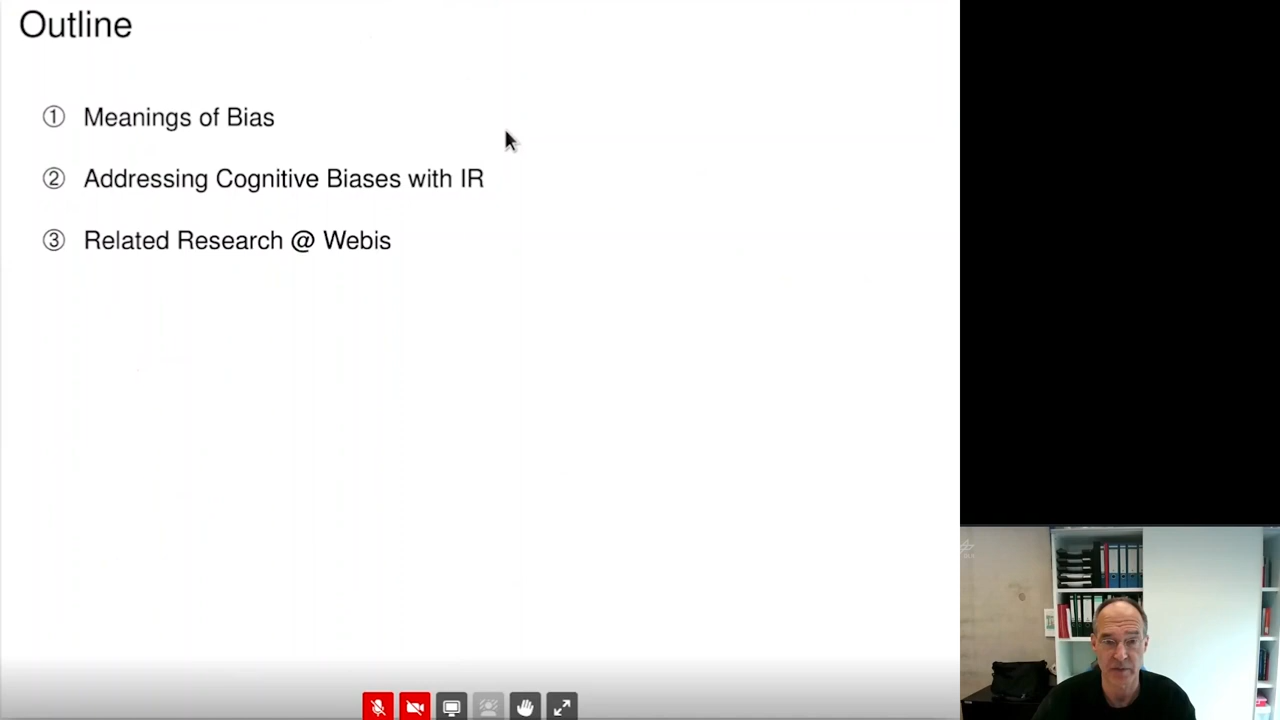 Outline
① Meanings of Bias
② Addressing Cognitive Biases with IR
③ Related Research @ Webis